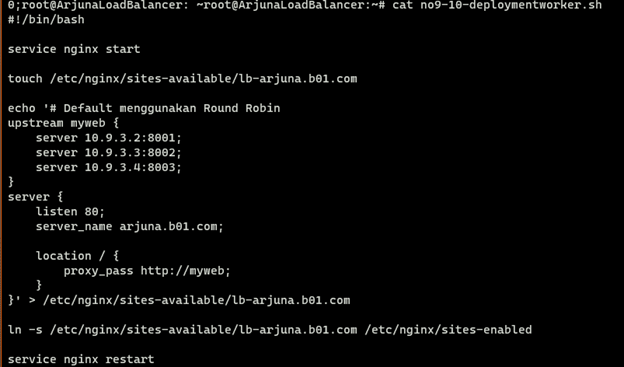 0;root@ArjunaLoadBalancer: ~root@ArjunaLoadBalancer:~# cat no9-10-deploymentworker.sh
#!/bin/bash

service nginx start

touch /etc/nginx/sites-available/lb-arjuna.b01.com

echo '# Default menggunakan Round Robin
upstream myweb {
    server 10.9.3.2:8001;
    server 10.9.3.3:8002;
    server 10.9.3.4:8003;
}
server {
    listen 80;
    server_name arjuna.b01.com;

    location / {
        proxy_pass http://myweb;
    }
}' > /etc/nginx/sites-available/lb-arjuna.b01.com

ln -s /etc/nginx/sites-available/lb-arjuna.b01.com /etc/nginx/sites-enabled

service nginx restart